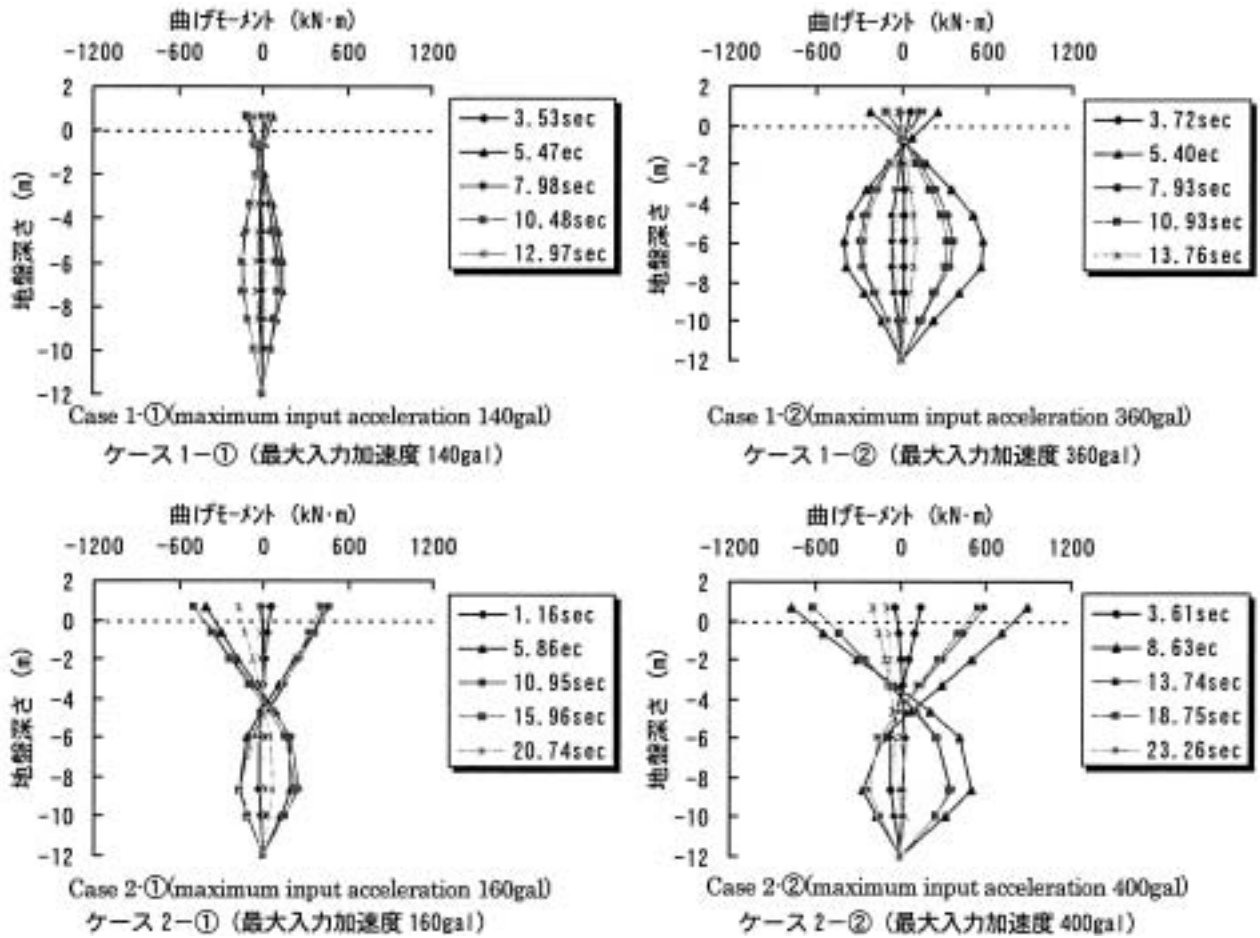 曲げモーメント (kN・m)
-1200 -600 0 600 1200
2
0
-2
-4
-6
-8
-10
-12
地盤深さ (m)
3.53sec
5.47ec
7.98sec
10.48sec
12.97sec
Case 1-①(maximum input acceleration 140gal)
ケース1-① (最大入力加速度 140gal)
曲げモーメント (kN・m)
-1200 -600 0 600 1200
2
0
-2
-4
-6
-8
-10
-12
地盤深さ (m)
3.72sec
5.40ec
7.93sec
10.93sec
13.76sec
Case 1-②(maximum input acceleration 360gal)
ケース1-② (最大入力加速度 360gal)
曲げモーメント (kN・m)
-1200 -600 0 600 1200
2
0
-2
-4
-6
-8
-10
-12
地盤深さ (m)
1.16sec
5.86ec
10.95sec
15.96sec
20.74sec
Case 2-①(maximum input acceleration 160gal)
ケース2-① (最大入力加速度 160gal)
曲げモーメント (kN・m)
-1200 -600 0 600 1200
2
0
-2
-4
-6
-8
-10
-12
地盤深さ (m)
3.61sec
8.63ec
13.74sec
18.75sec
23.26sec
Case 2-②(maximum input acceleration 400gal)
ケース2-② (最大入力加速度 400gal)